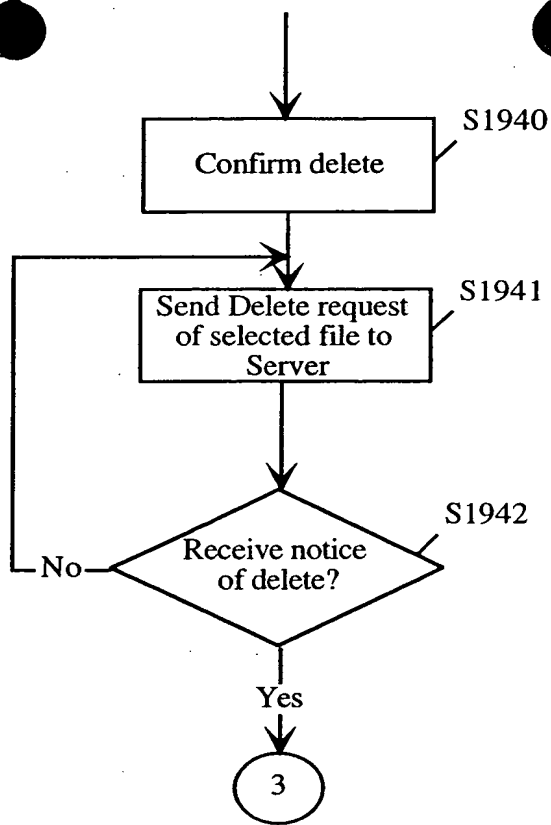 S1940
Confirm delete
S1941
Send Delete request
of selected file to
Server
S1942
Receive notice
of delete?
No
Yes
3